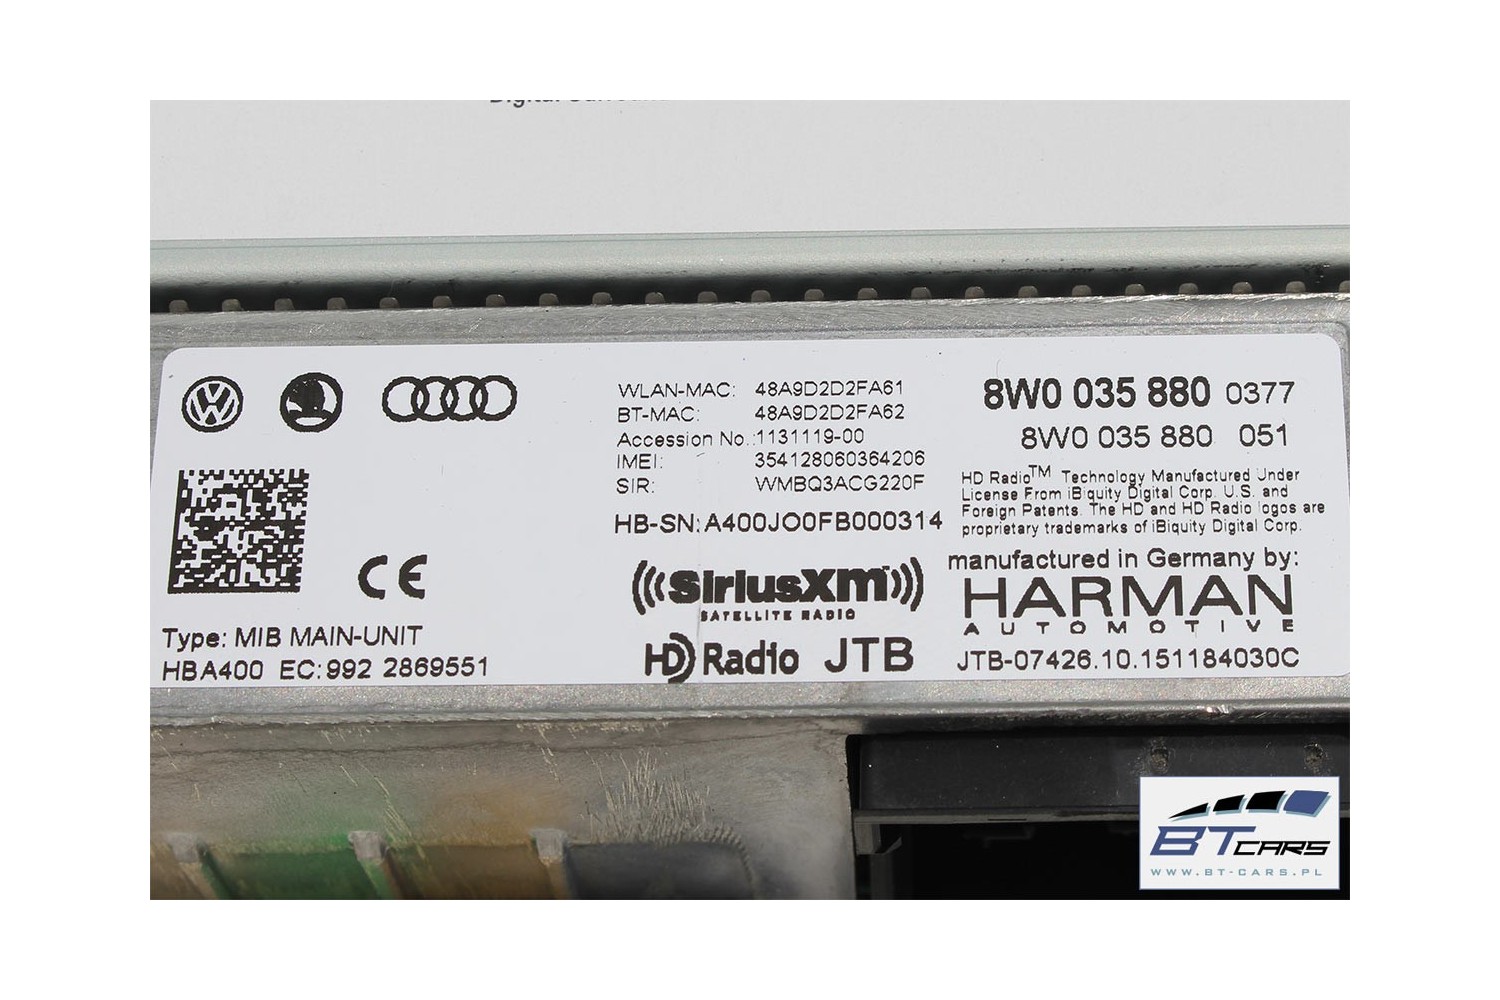 WLAN-MAC: 48A9D2D2FA61
BT-MAC: 48A9D2D2FA62
Accession No.: 1131119-00
IMEI: 354128060364206
SIR: WMBQ3ACG220F
HB-SN: A400JO0FB000314
8W0 035 880 0377
8W0 035 880 051
HD Radio™ Technology Manufactured Under
License From iBiquity Digital Corp. U.S. and
Foreign Patents. The HD and HD Radio logos are
proprietary trademarks of iBiquity Digital Corp.
manufactured in Germany by:
HARMAN
AUTOMOTIVE
JTB-07426.10.151184030C
SiriusXm
SATELLITE RADIO
HD Radio JTB
CE
Type: MIB MAIN-UNIT
HBA400 EC:992 2869551
BT CARS
WWW.BT-CARS.PL